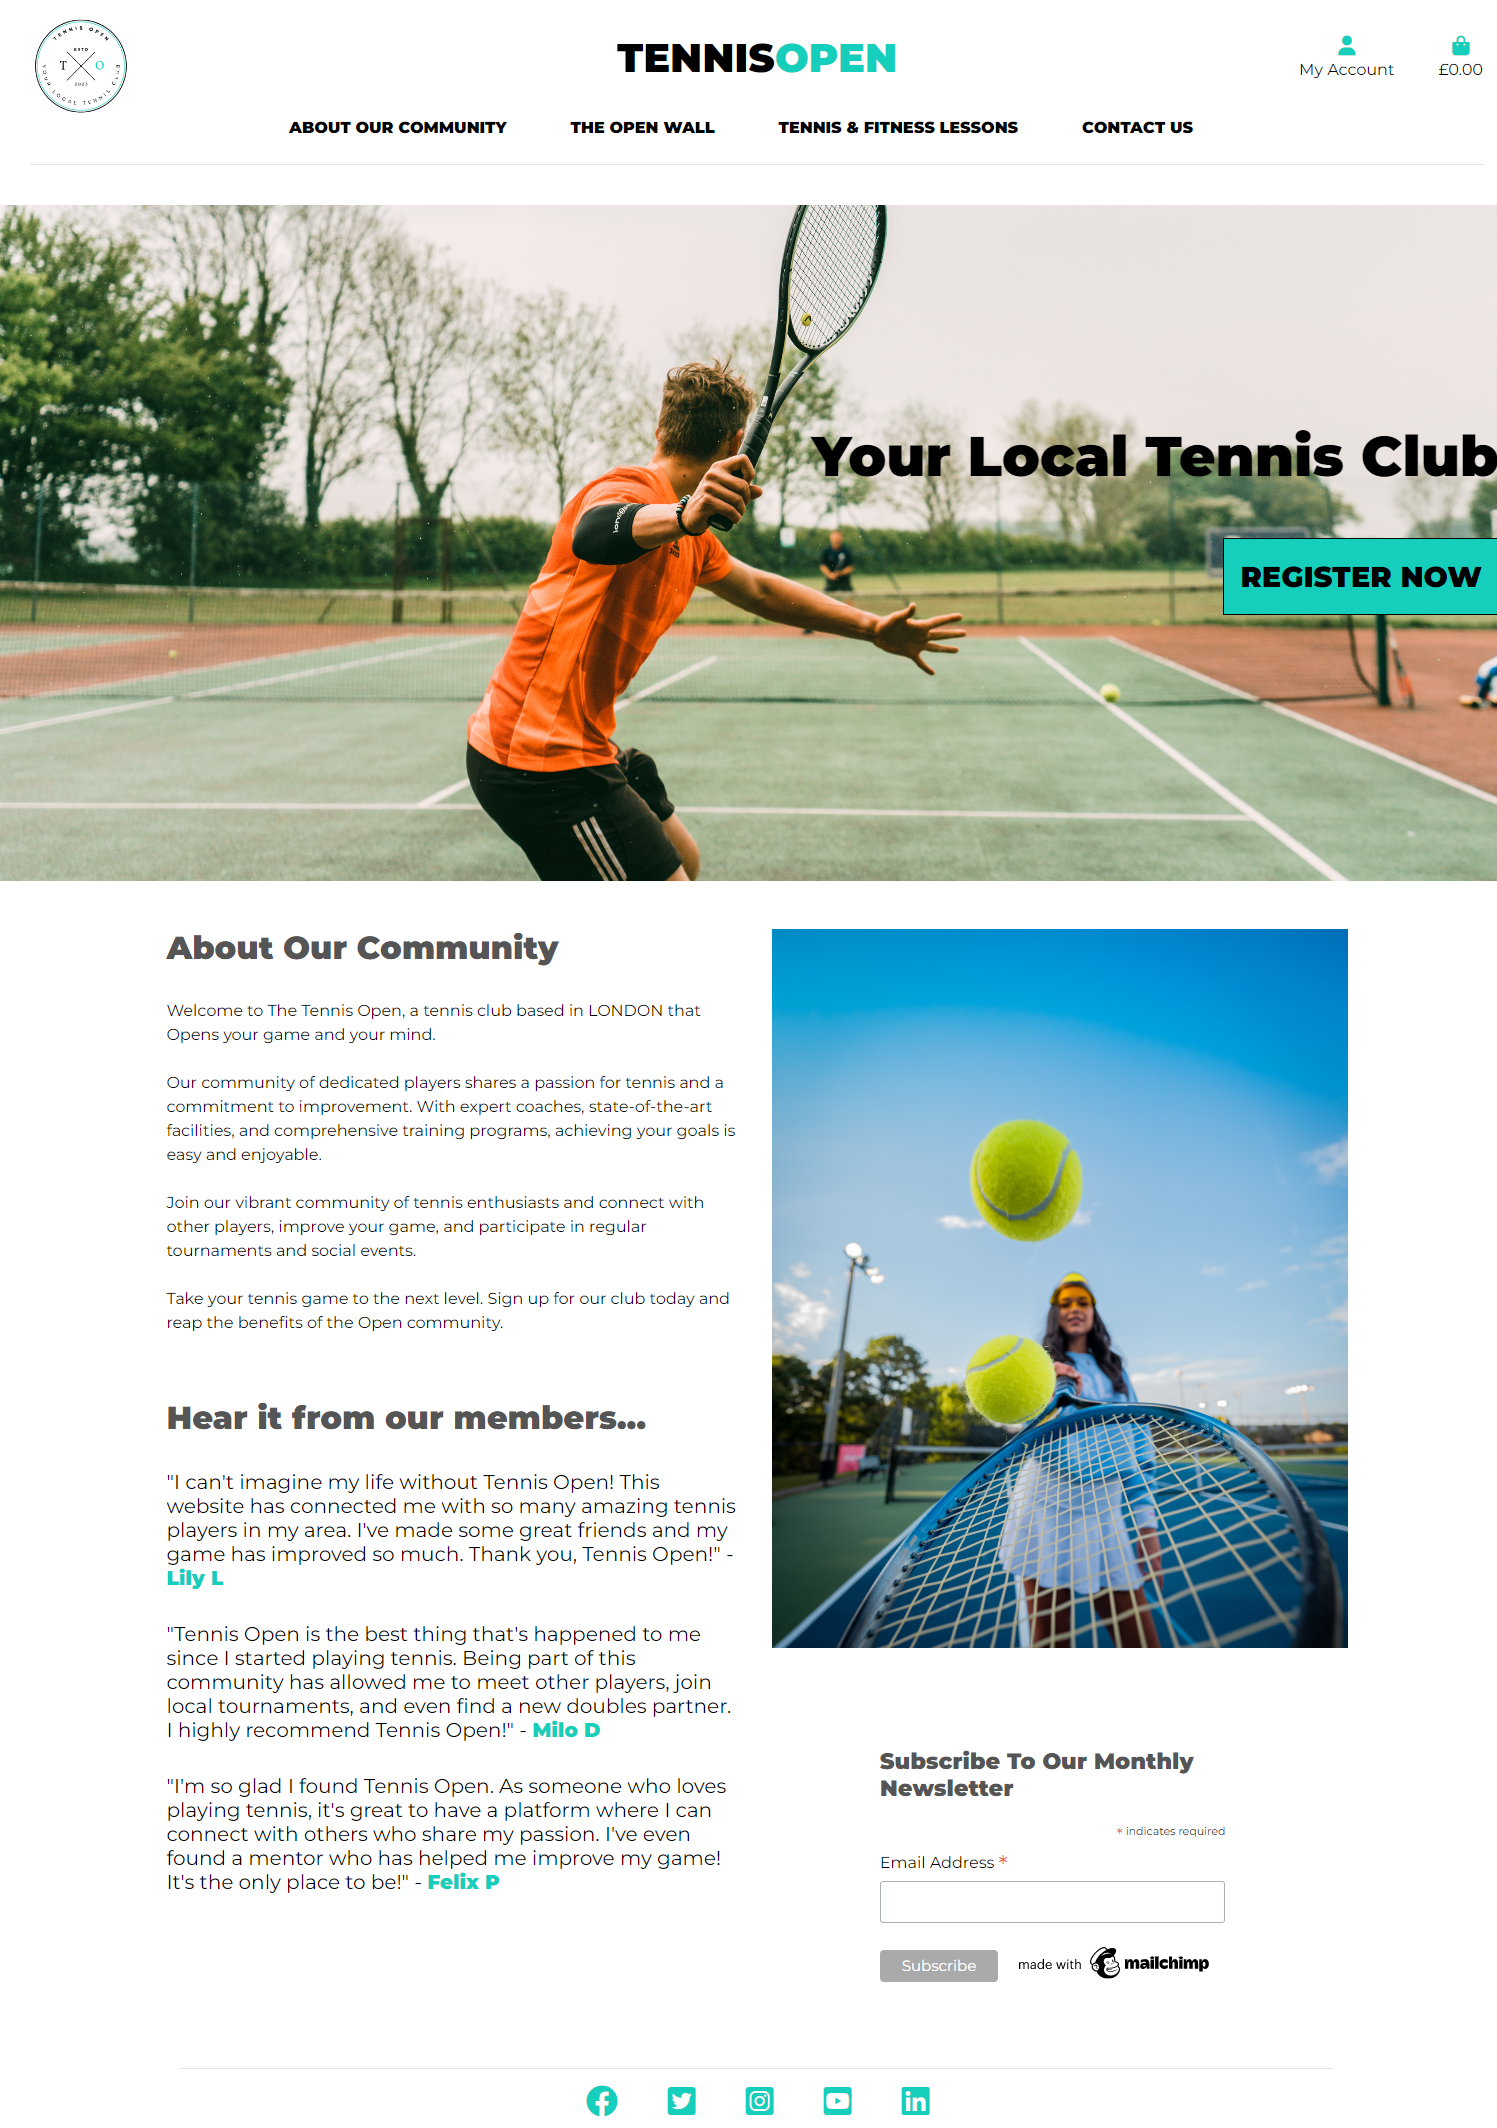 TENNIS OPEN
ESTD
T O
2023
YOUR LOCAL TENNIS CLUB
TENNISOPEN
My Account
£0.00
ABOUT OUR COMMUNITY
THE OPEN WALL
TENNIS & FITNESS LESSONS
CONTACT US
Your Local Tennis Club
REGISTER NOW
About Our Community
Welcome to The Tennis Open, a tennis club based in LONDON that
Opens your game and your mind.
Our community of dedicated players shares a passion for tennis and a
commitment to improvement. With expert coaches, state-of-the-art
facilities, and comprehensive training programs, achieving your goals is
easy and enjoyable.
Join our vibrant community of tennis enthusiasts and connect with
other players, improve your game, and participate in regular
tournaments and social events.
Take your tennis game to the next level. Sign up for our club today and
reap the benefits of the Open community.
Hear it from our members...
"I can't imagine my life without Tennis Open! This
website has connected me with so many amazing tennis
players in my area. I've made some great friends and my
game has improved so much. Thank you, Tennis Open!" -
Lily L
"Tennis Open is the best thing that's happened to me
since I started playing tennis. Being part of this
community has allowed me to meet other players, join
local tournaments, and even find a new doubles partner.
I highly recommend Tennis Open!" - Milo D
"I'm so glad I found Tennis Open. As someone who loves
playing tennis, it's great to have a platform where I can
connect with others who share my passion. I've even
found a mentor who has helped me improve my game!
It's the only place to be!" - Felix P
Subscribe To Our Monthly
Newsletter
* indicates required
Email Address *
Subscribe
made with mailchimp